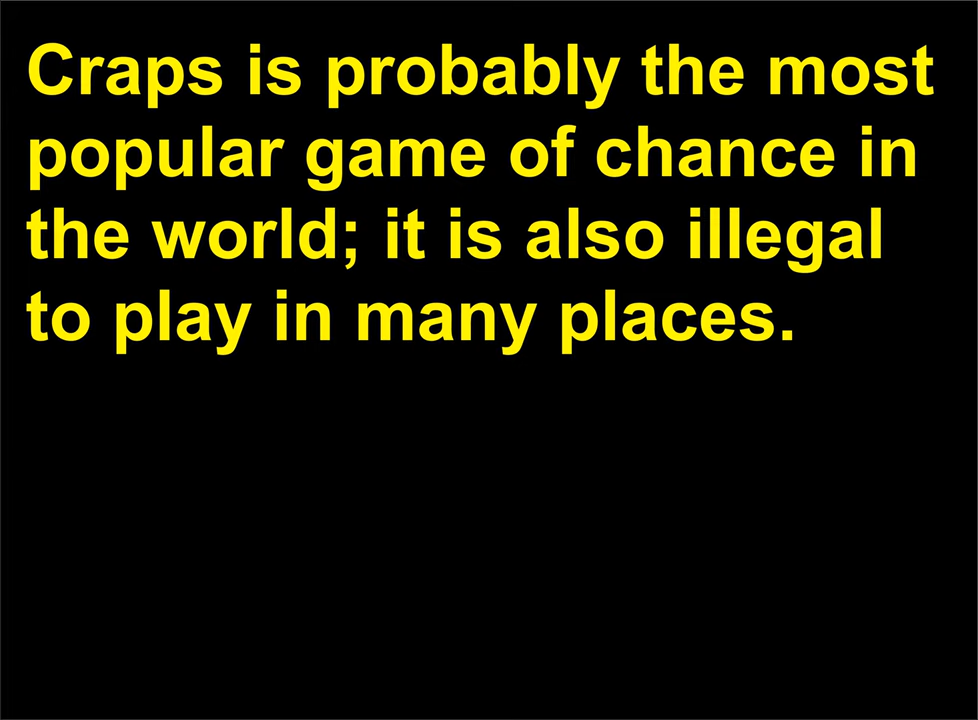 Craps is probably the most
popular game of chance in
the world; it is also illegal
to play in many places.